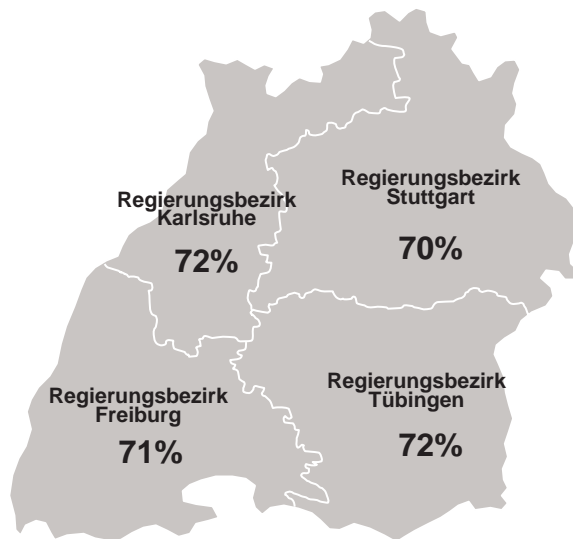 Regierungsbezirk
Karlsruhe
72%
Regierungsbezirk
Stuttgart
70%
Regierungsbezirk
Freiburg
71%
Regierungsbezirk
Tübingen
72%